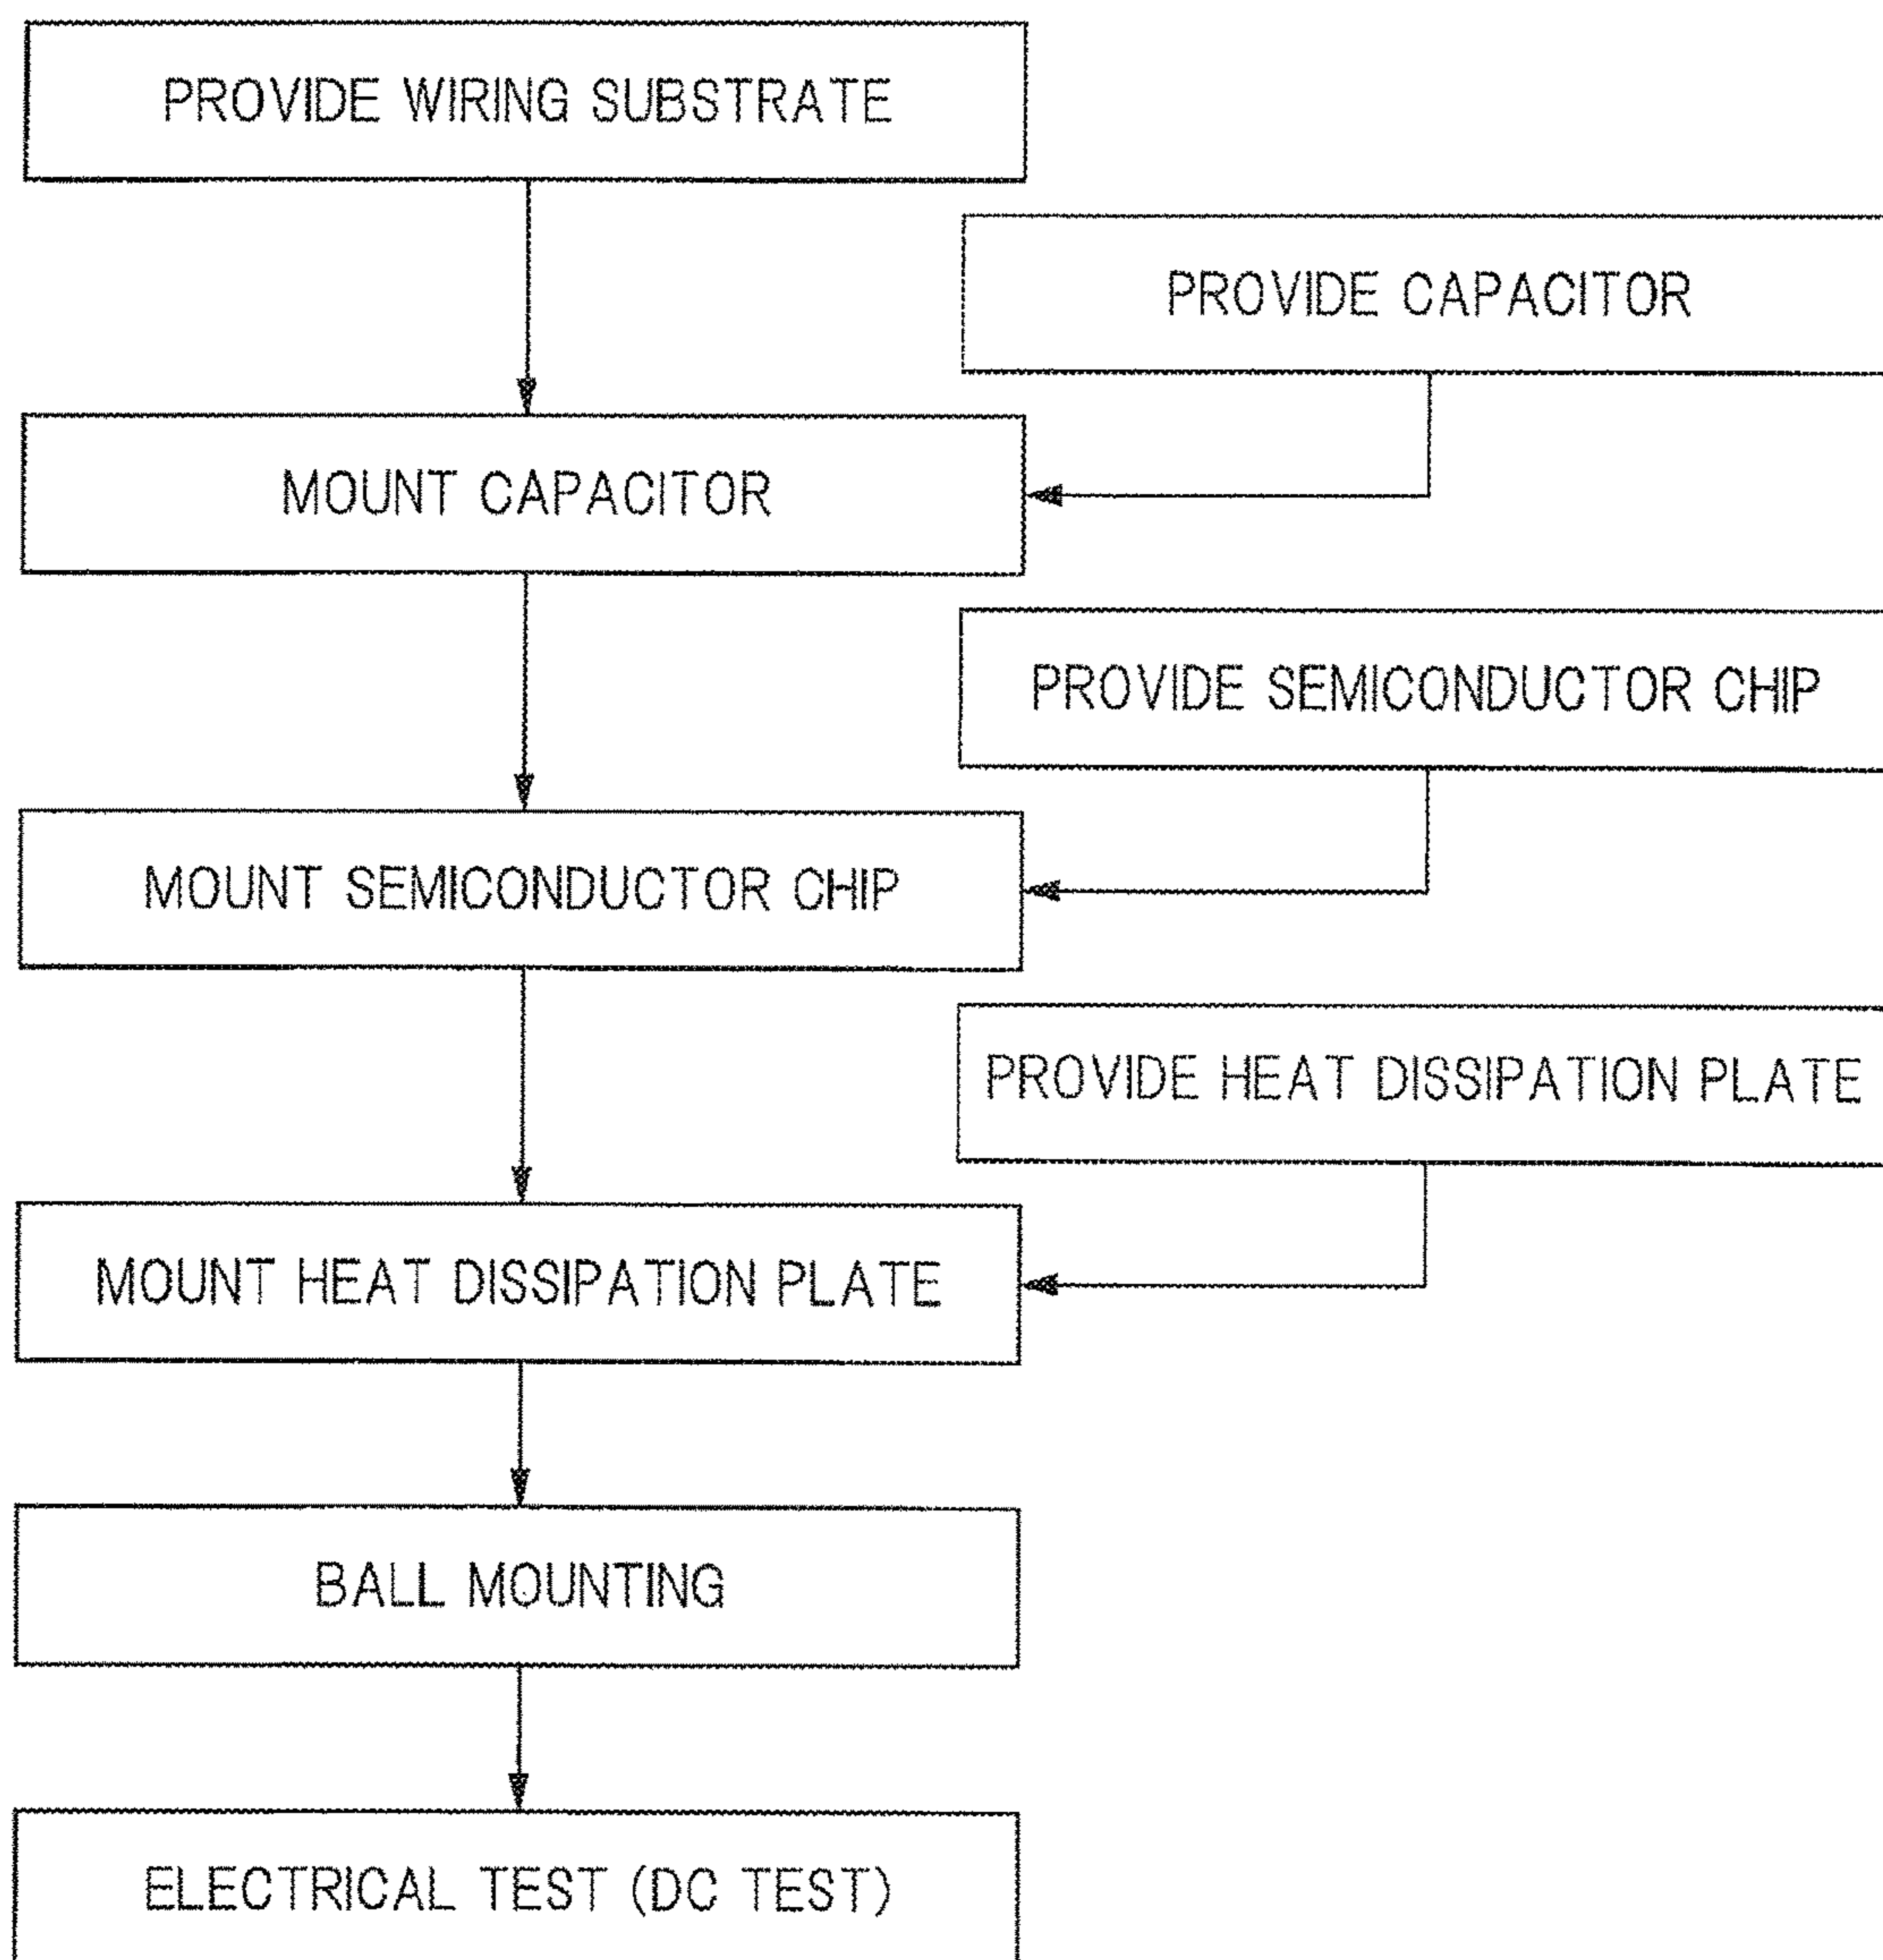 PROVIDE WIRING SUBSTRATE
PROVIDE CAPACITOR
MOUNT CAPACITOR
PROVIDE SEMICONDUCTOR CHIP
MOUNT SEMICONDUCTOR CHIP
PROVIDE HEAT DISSIPATION PLATE
MOUNT HEAT DISSIPATION PLATE
BALL MOUNTING
ELECTRICAL TEST (DC TEST)